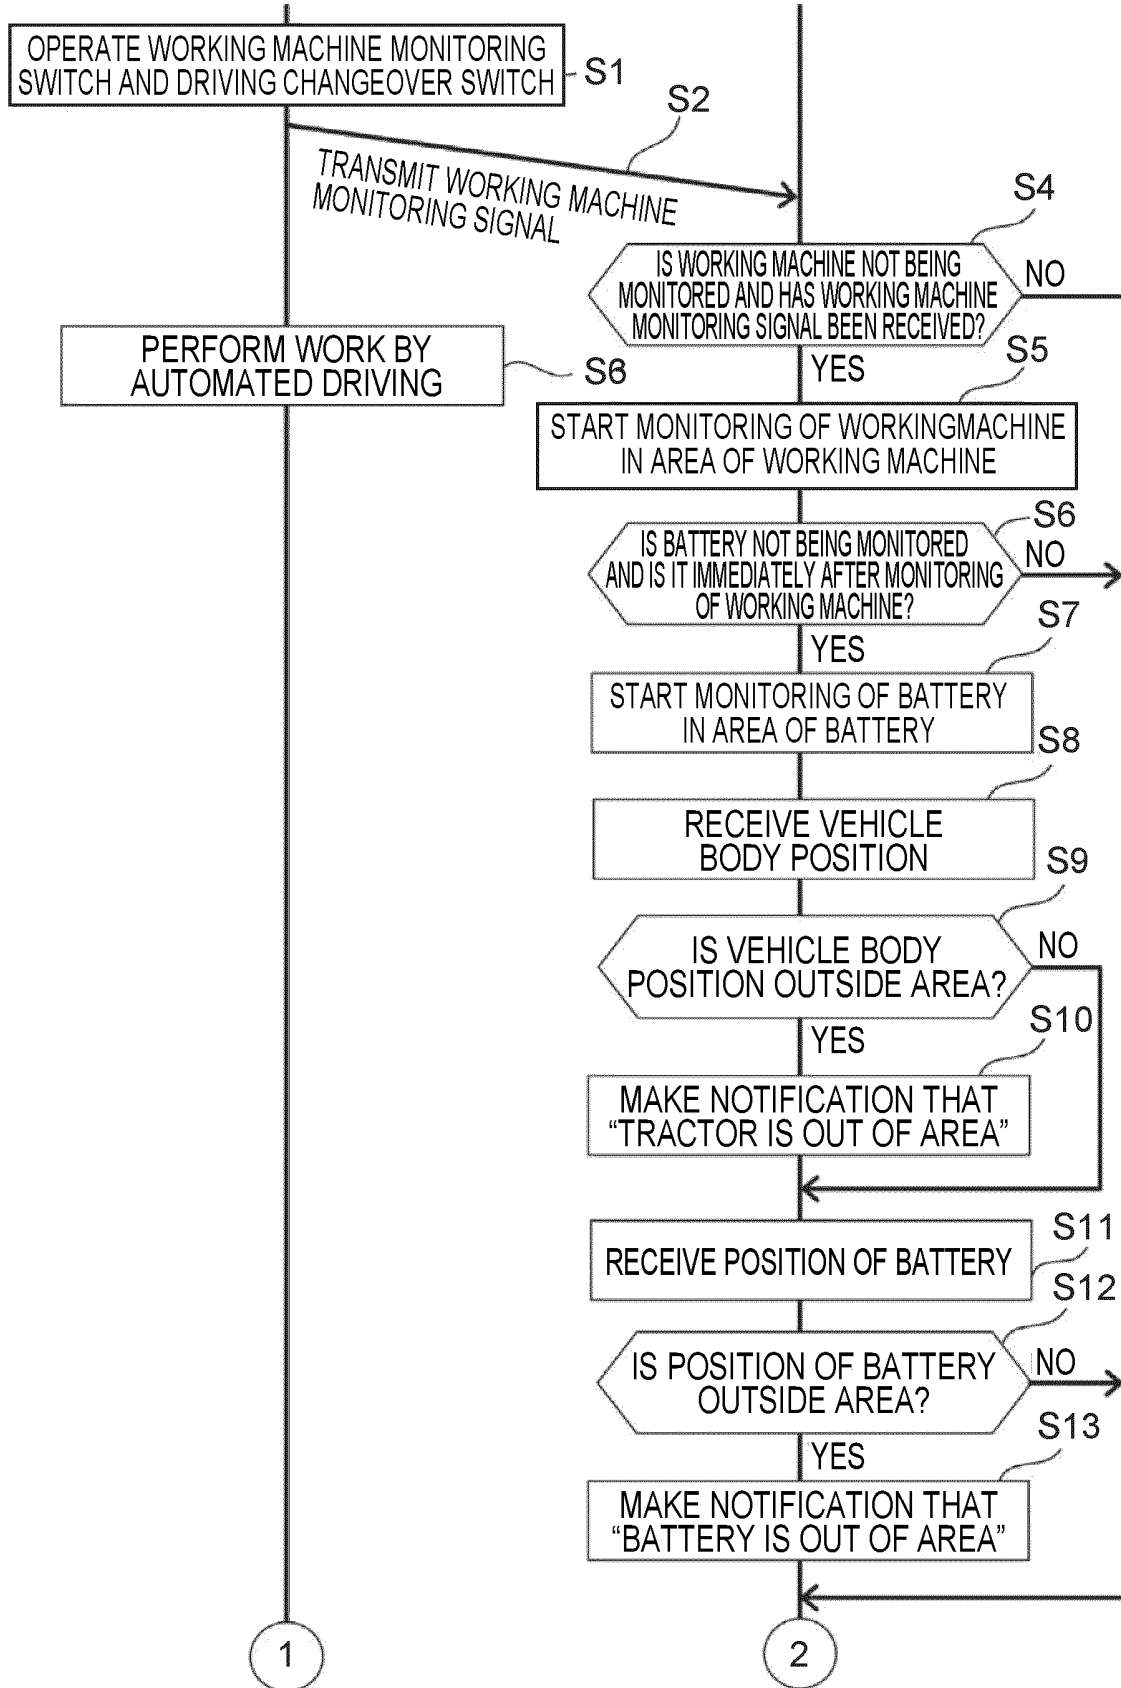 OPERATE WORKING MACHINE MONITORING
SWITCH AND DRIVING CHANGEOVER SWITCH
S1
S2
TRANSMIT WORKING MACHINE
MONITORING SIGNAL
S4
IS WORKING MACHINE NOT BEING
MONITORED AND HAS WORKING MACHINE
MONITORING SIGNAL BEEN RECEIVED?
NO
YES
PERFORM WORK BY
AUTOMATED DRIVING
S3
S5
START MONITORING OF WORKINGMACHINE
IN AREA OF WORKING MACHINE
S6
IS BATTERY NOT BEING MONITORED
AND IS IT IMMEDIATELY AFTER MONITORING
OF WORKING MACHINE?
NO
YES
S7
START MONITORING OF BATTERY
IN AREA OF BATTERY
S8
RECEIVE VEHICLE
BODY POSITION
S9
IS VEHICLE BODY
POSITION OUTSIDE AREA?
NO
YES
S10
MAKE NOTIFICATION THAT
“TRACTOR IS OUT OF AREA”
S11
RECEIVE POSITION OF BATTERY
S12
IS POSITION OF BATTERY
OUTSIDE AREA?
NO
YES
S13
MAKE NOTIFICATION THAT
“BATTERY IS OUT OF AREA”
1
2